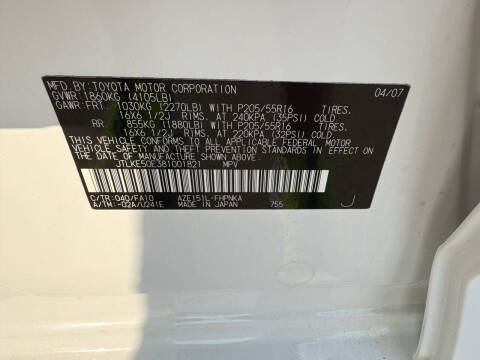 MFD BY:TOYOTA MOTOR CORPORATION 04/07
GVWR:1860KG (4105LB)
GAWR:FRT 1030KG (2270LB) WITH P205/55R16 TIRES,
16X6 1/2J RIMS, AT 240KPA (35PSI) COLD.
RR 855KG (1880LB) WITH P205/55R16 TIRES,
16X6 1/2J RIMS, AT 220KPA (32PSI) COLD.
THIS VEHICLE CONFORMS TO ALL APPLICABLE FEDERAL MOTOR
VEHICLE SAFETY STANDARDS IN EFFECT ON THE DATE OF
MANUFACTURE SHOWN ABOVE.
JTLKE50E381001821 MPV
C/TR:040/FA10 AZE151L-FHPNKA
A/TM:-02A/U241E MADE IN JAPAN 755 J